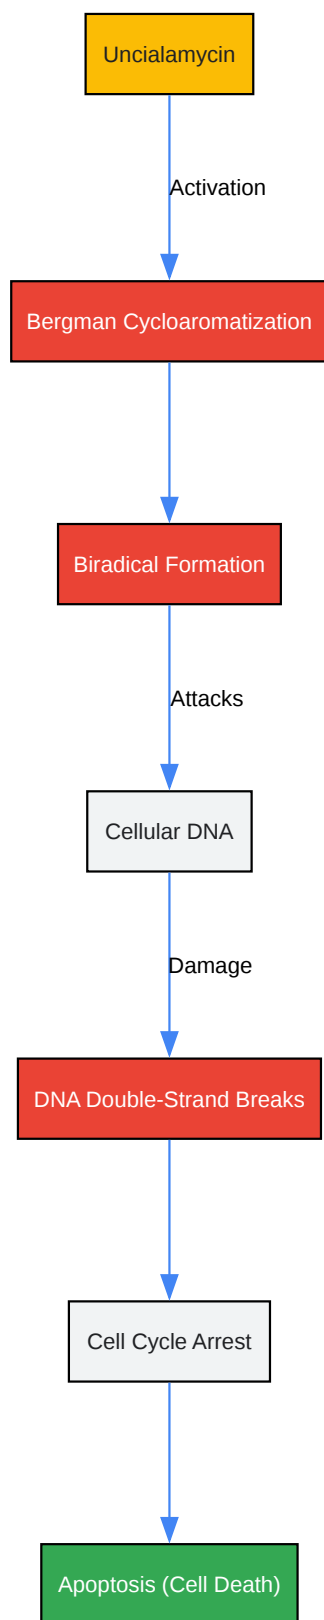 Uncialamycin
Activation
Bergman Cycloaromatization
Biradical Formation
Attacks
Cellular DNA
Damage
DNA Double-Strand Breaks
Cell Cycle Arrest
Apoptosis (Cell Death)